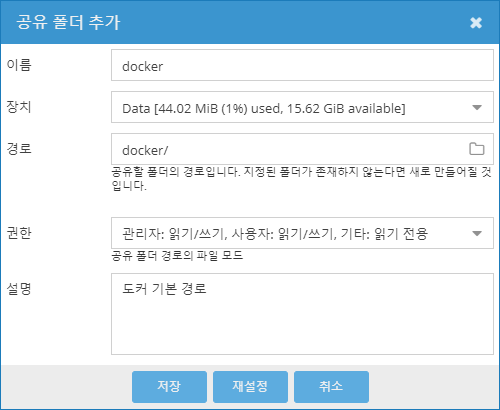 공유 폴더 추가
이름
docker
장치
Data [44.02 MiB (1%) used, 15.62 GiB available]
경로
docker/
공유할 폴더의 경로입니다. 지정된 폴더가 존재하지 않는다면 새로 만들어질 것
입니다.
권한
관리자: 읽기/쓰기, 사용자: 읽기/쓰기, 기타: 읽기 전용
공유 폴더 경로의 파일 모드
설명
도커 기본 경로
저장
재설정
취소